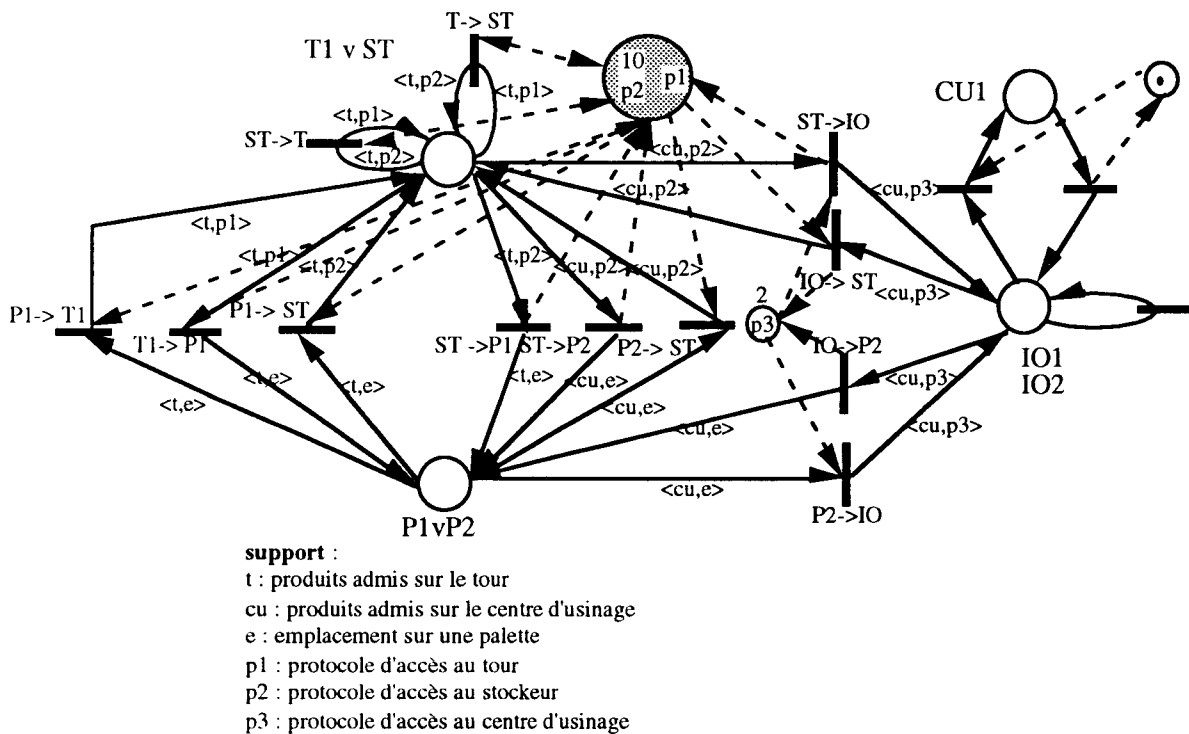 T-> ST
T1 v ST
10
p2
p1
<t,p2>
<t,p1>
CU1
<t,p1>
ST->IO
ST->T
<t,p2>
<cu,p2>
<cu,p2>
<cu,p3>
<t,p1>
<t,p1>
<t,p2>
<t,p2>
<cu,p2>
<cu,p2>
IO-> ST
<cu,p3>
P1-> T1
T1-> P1
P1-> ST
ST ->P1
ST->P2
P2-> ST
2
p3
IO->P2
IO1
IO2
<t,e>
<t,e>
<t,e>
<t,e>
<cu,e>
<cu,e>
<cu,p3>
<cu,e>
<cu,p3>
<cu,e>
P1vP2
P2->IO
support :
t : produits admis sur le tour
cu : produits admis sur le centre d'usinage
e : emplacement sur une palette
p1 : protocole d'accès au tour
p2 : protocole d'accès au stockeur
p3 : protocole d'accès au centre d'usinage